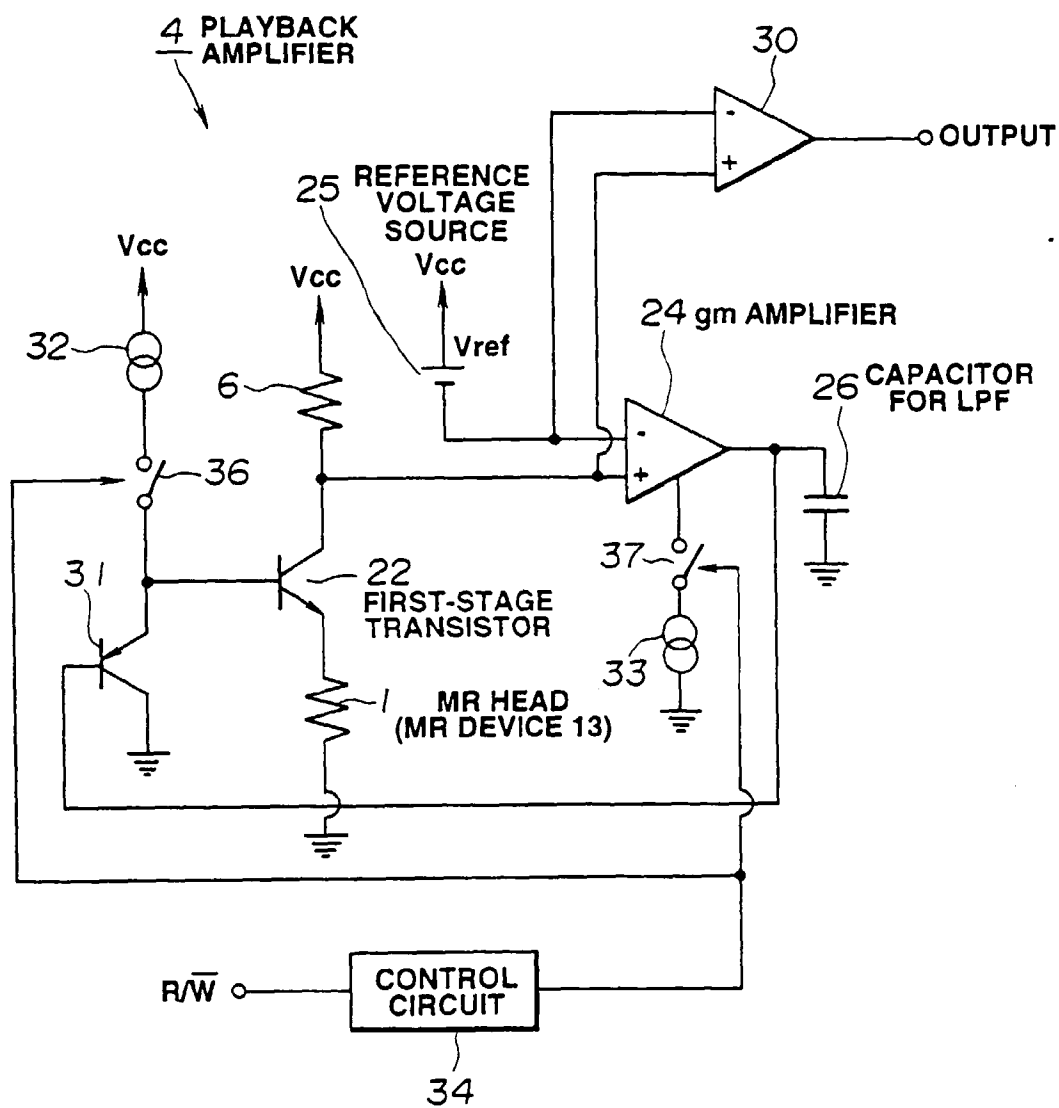 4 PLAYBACK
AMPLIFIER
30
OUTPUT
25 REFERENCE
VOLTAGE
SOURCE
Vcc
Vcc
Vcc
Vref
24 gm AMPLIFIER
26 CAPACITOR
FOR LPF
32
6
-
+
-
+
36
37
31
22
FIRST-STAGE
TRANSISTOR
33
1
MR HEAD
(MR DEVICE 13)
R/W̅
CONTROL
CIRCUIT
34